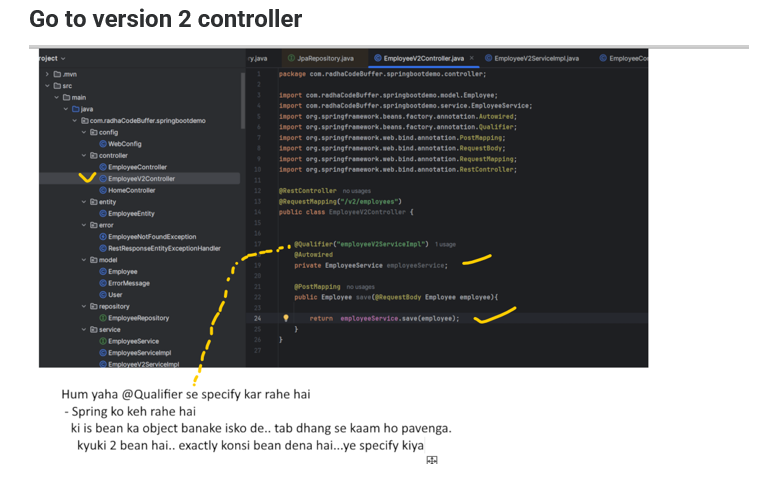 Go to version 2 controller
roject
ry.java
JpaRepository.java
EmployeeV2Controller.java ×
EmployeeV2ServiceImpl.java
EmployeeCo
.mvn
src
main
java
com.radhaCodeBuffer.springbootdemo
config
WebConfig
controller
EmployeeController
EmployeeV2Controller
HomeController
entity
EmployeeEntity
error
EmployeeNotFoundException
RestResponseEntityExceptionHandler
model
Employee
ErrorMessage
User
repository
EmployeeRepository
service
EmployeeService
EmployeeServiceImpl
EmployeeV2ServiceImpl
1 package com.radhaCodeBuffer.springbootdemo.controller;
2
3 import com.radhaCodeBuffer.springbootdemo.model.Employee;
4 import com.radhaCodeBuffer.springbootdemo.service.EmployeeService;
5 import org.springframework.beans.factory.annotation.Autowired;
6 import org.springframework.beans.factory.annotation.Qualifier;
7 import org.springframework.web.bind.annotation.PostMapping;
8 import org.springframework.web.bind.annotation.RequestBody;
9 import org.springframework.web.bind.annotation.RequestMapping;
10 import org.springframework.web.bind.annotation.RestController;
11
12 @RestController no usages
13 @RequestMapping("/v2/employees")
14 public class EmployeeV2Controller {
15
16
17 @Qualifier("employeeV2ServiceImpl") 1 usage
18 @Autowired
19 private EmployeeService employeeService;
20
21 @PostMapping no usages
22 public Employee save(@RequestBody Employee employee){
23
24 return employeeService.save(employee);
25 }
26 }
27
Hum yaha @Qualifier se specify kar rahe hai
- Spring ko keh rahe hai
ki is bean ka object banake isko de.. tab dhang se kaam ho pavenga.
kyuki 2 bean hai.. exactly konsi bean dena hai...ye specify kiya